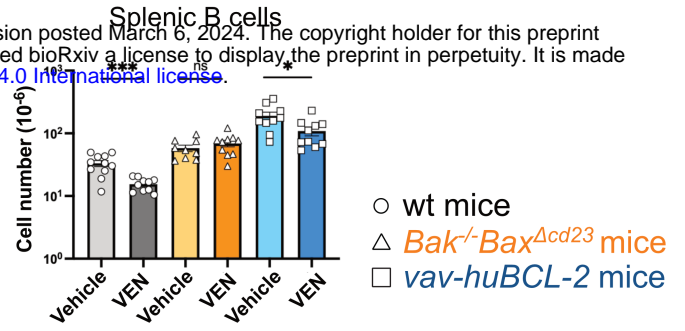 Splenic B cells
sion posted March 6, 2024. The copyright holder for this preprint
ed bioRxiv a license to display the preprint in perpetuity. It is made
4.0 International license.
*** ns *
Cell number (10⁻⁶)
10³
10²
10¹
10⁰
Vehicle
VEN
Vehicle
VEN
Vehicle
VEN
wt mice
Bak⁻/⁻BaxΔcd23 mice
vav-huBCL-2 mice